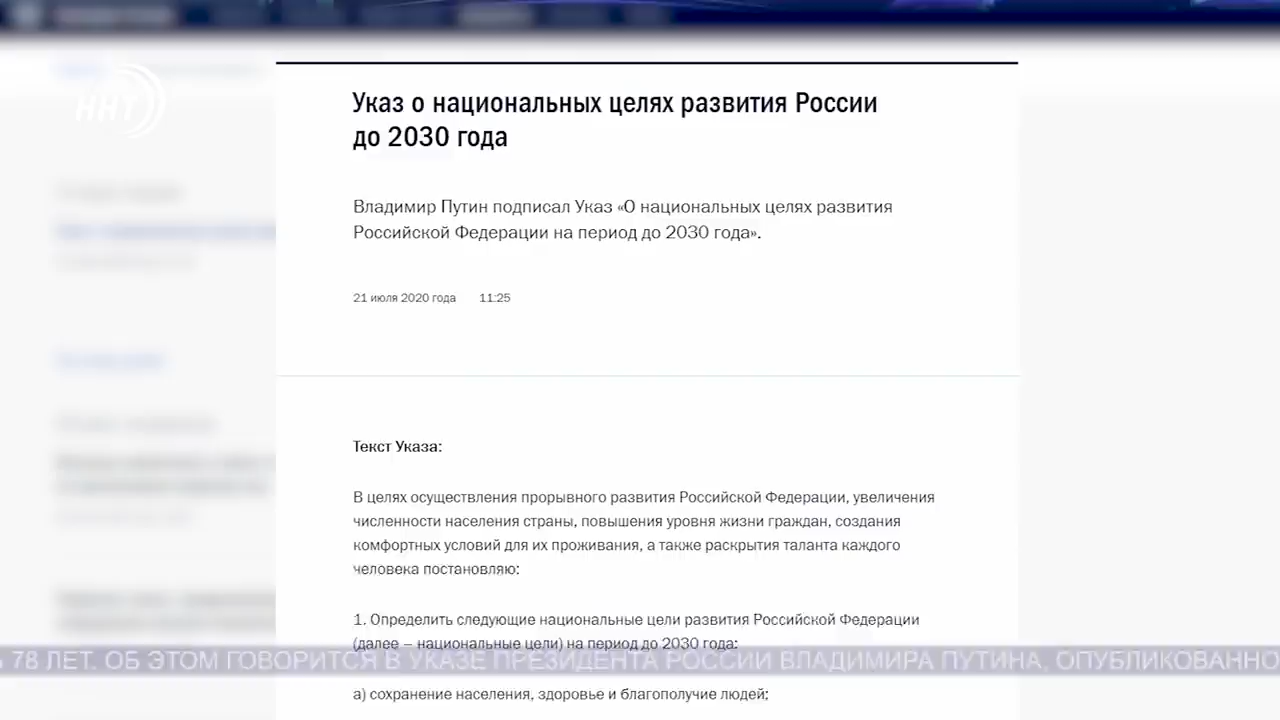 ННТ
Указ о национальных целях развития России
до 2030 года
Владимир Путин подписал Указ «О национальных целях развития
Российской Федерации на период до 2030 года».
21 июля 2020 года 11:25
Текст Указа:
В целях осуществления прорывного развития Российской Федерации, увеличения
численности населения страны, повышения уровня жизни граждан, создания
комфортных условий для их проживания, а также раскрытия таланта каждого
человека постановляю:
1. Определить следующие национальные цели развития Российской Федерации
(далее – национальные цели) на период до 2030 года:
78 ЛЕТ. ОБ ЭТОМ ГОВОРИТСЯ В УКАЗЕ ПРЕЗИДЕНТА РОССИИ ВЛАДИМИРА ПУТИНА, ОПУБЛИКОВАННО
а) сохранение населения, здоровье и благополучие людей;